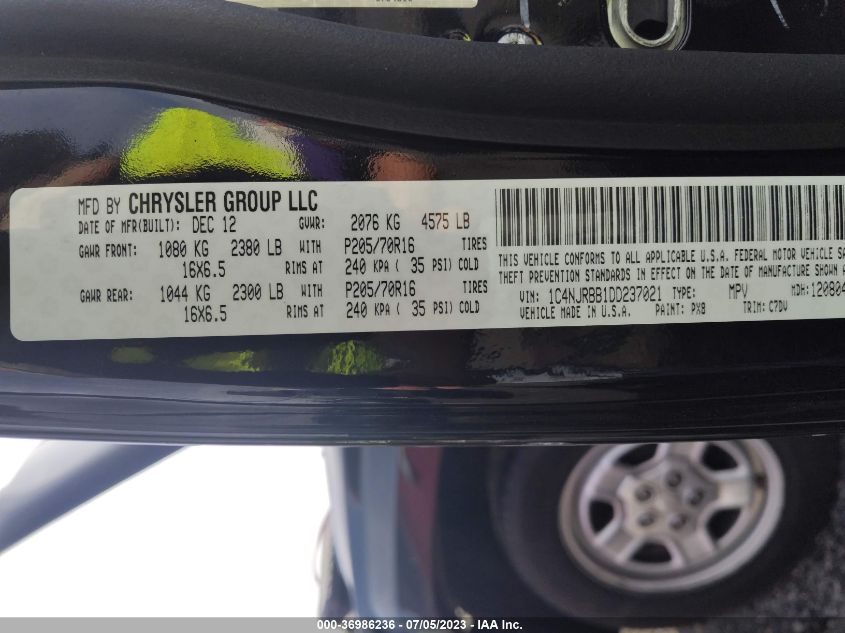 MFD BY CHRYSLER GROUP LLC
DATE OF MFR(BUILT): DEC 12 GVWR: 2076 KG 4575 LB
GAWR FRONT: 1080 KG 2380 LB WITH P205/70R16 TIRES
16X6.5 RIMS AT 240 KPA ( 35 PSI) COLD
GAWR REAR: 1044 KG 2300 LB WITH P205/70R16 TIRES
16X6.5 RIMS AT 240 KPA ( 35 PSI) COLD
THIS VEHICLE CONFORMS TO ALL APPLICABLE U.S.A. FEDERAL MOTOR VEHICLE SA
THEFT PREVENTION STANDARDS IN EFFECT ON THE DATE OF MANUFACTURE SHOWN A
VIN: 1C4NJRBB1DD237021 TYPE: MPV MDH:120804
VEHICLE MADE IN U.S.A. PAINT: PX8 TRIM: C7DV
000-36986236 - 07/05/2023 - IAA Inc.